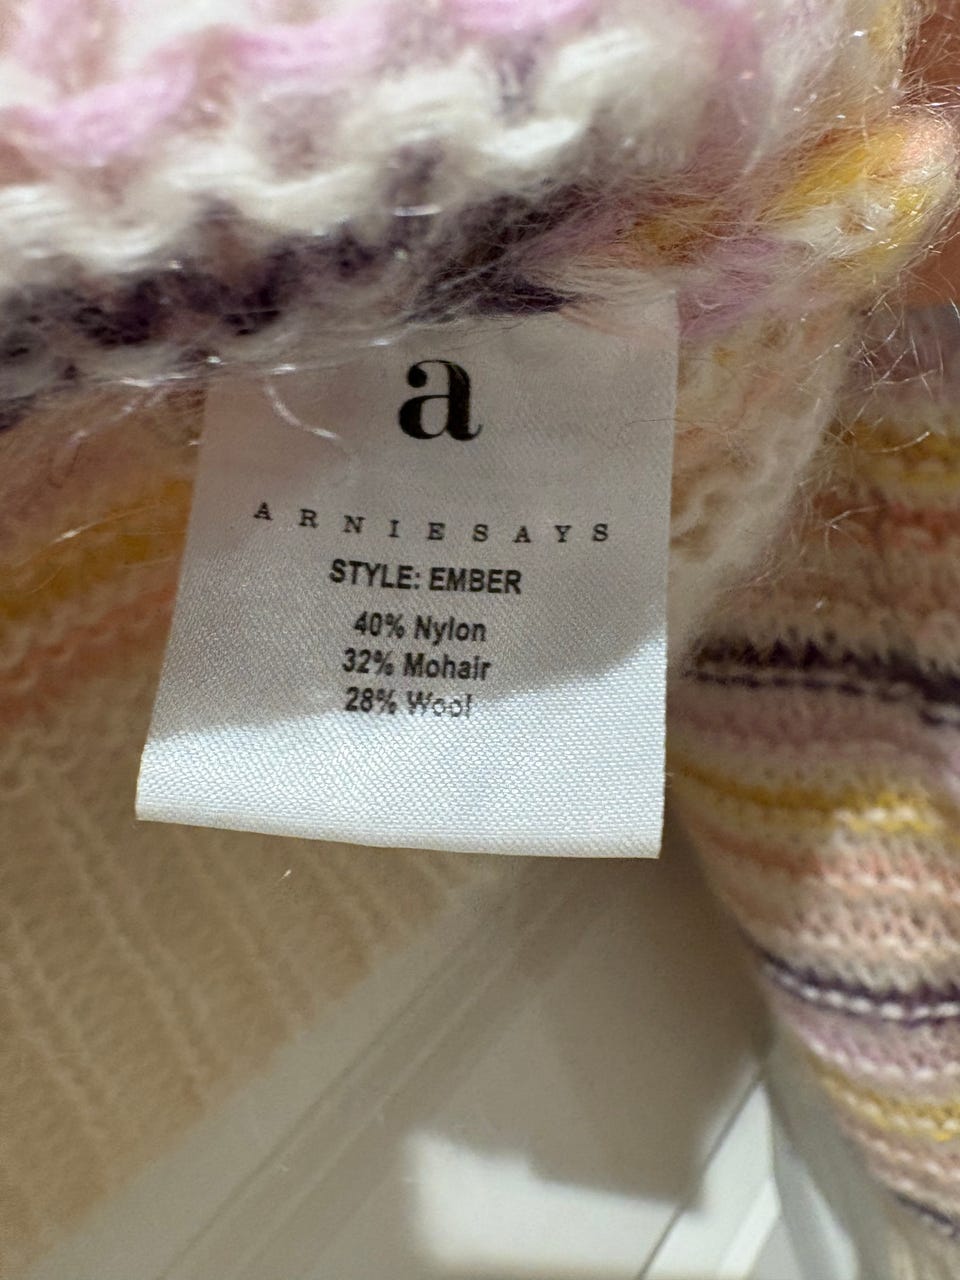 a
ARNIESAYS
STYLE: EMBER
40% Nylon
32% Mohair
28% Wool